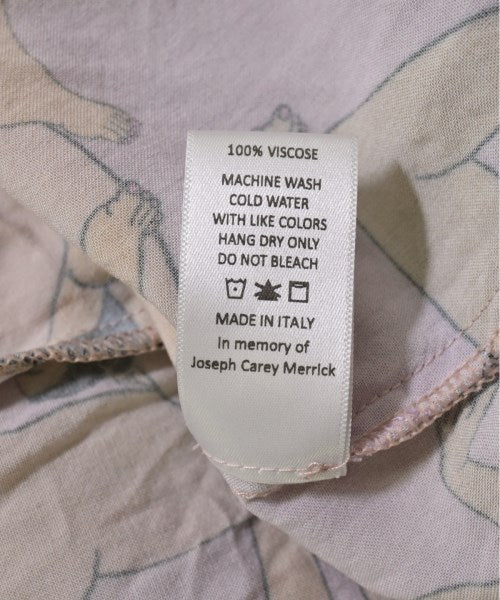 100% VISCOSE
MACHINE WASH
COLD WATER
WITH LIKE COLORS
HANG DRY ONLY
DO NOT BLEACH
MADE IN ITALY
In memory of
Joseph Carey Merrick